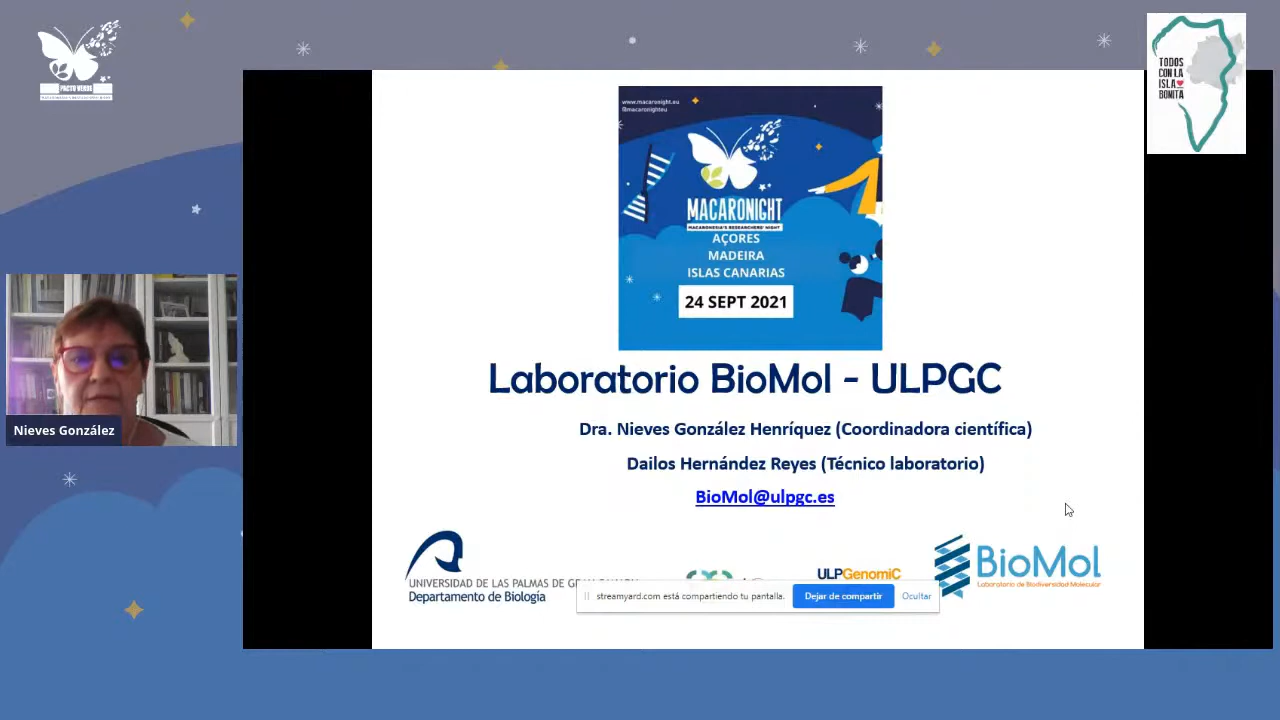 PACTO VERDE
TODOS
CON LA
ISLA
BONITA
www.macaronight.eu
@macaronighteu
MACARONIGHT
MACARONESIA'S RESEARCHERS' NIGHT
AÇORES
MADEIRA
ISLAS CANARIAS
24 SEPT 2021
Laboratorio BioMol - ULPGC
Dra. Nieves González Henríquez (Coordinadora científica)
Dailos Hernández Reyes (Técnico laboratorio)
BioMol@ulpgc.es
Nieves González
UNIVERSIDAD DE LAS PALMAS DE
Departamento de Biología
ULPGenomiC
BioMol
Laboratorio de Biodiversidad Molecular
streamyard.com está compartiendo tu pantalla.
Dejar de compartir
Ocultar